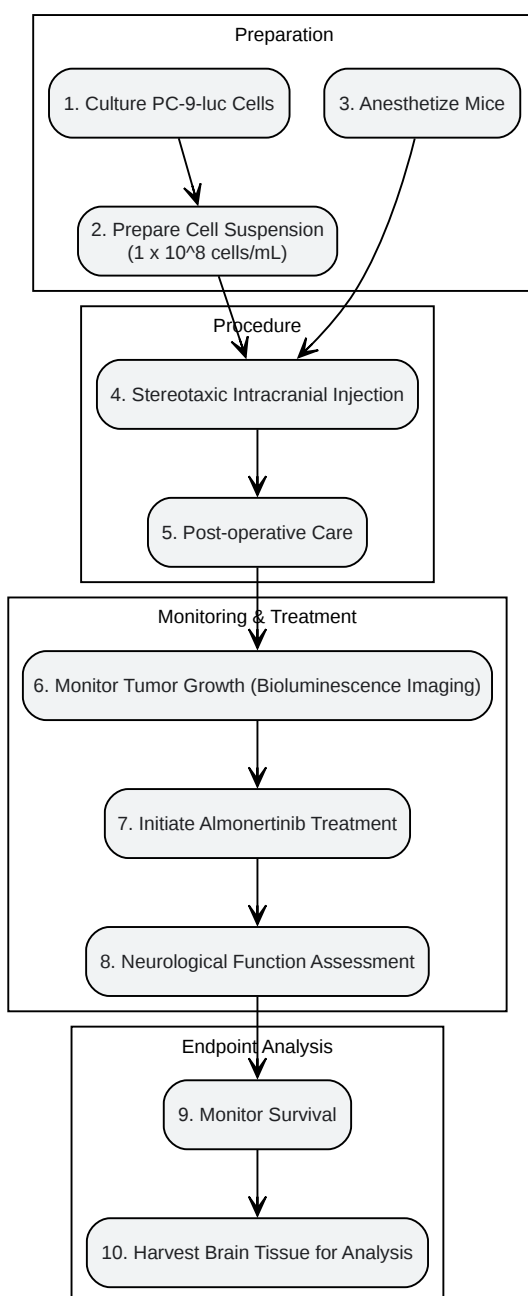 Preparation
1. Culture PC-9-luc Cells
3. Anesthetize Mice
2. Prepare Cell Suspension
(1 x 10^8 cells/mL)
Procedure
4. Stereotaxic Intracranial Injection
5. Post-operative Care
Monitoring & Treatment
6. Monitor Tumor Growth (Bioluminescence Imaging)
7. Initiate Almonertinib Treatment
8. Neurological Function Assessment
Endpoint Analysis
9. Monitor Survival
10. Harvest Brain Tissue for Analysis